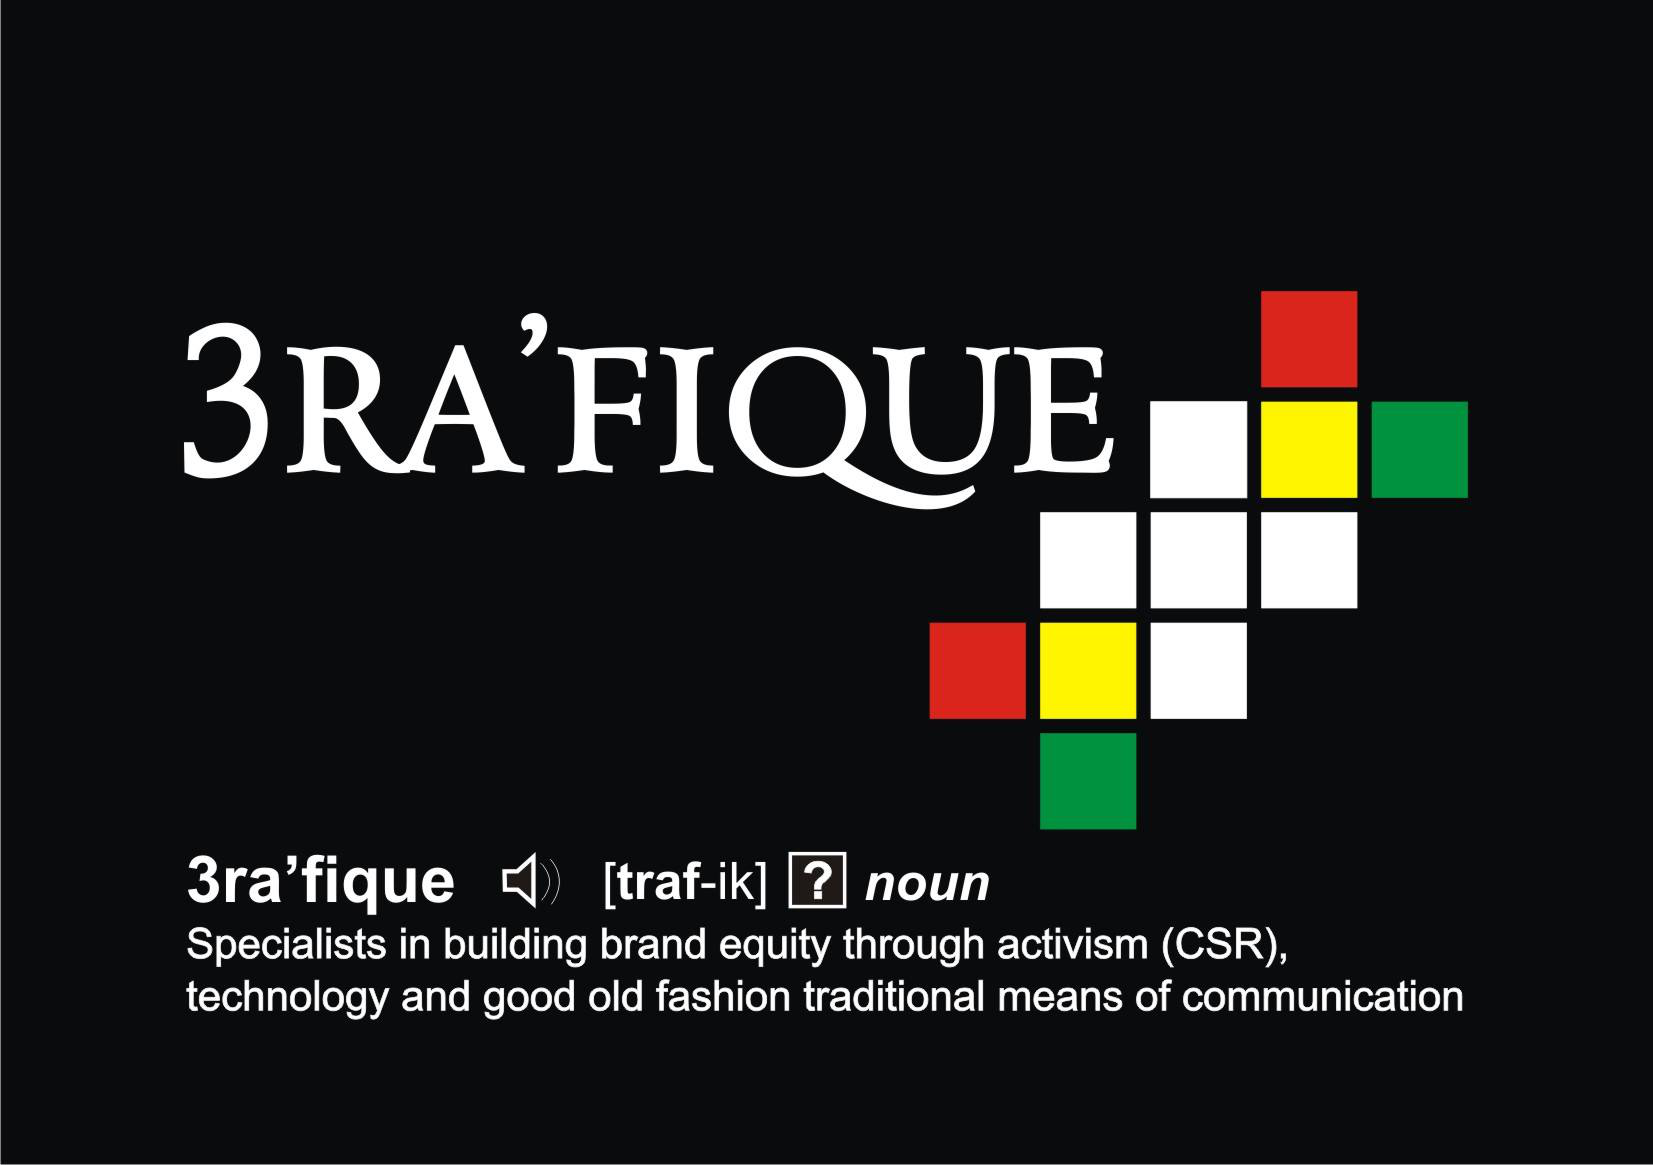 3RA’FIQUE
3ra’fique [traf-ik] ? noun
Specialists in building brand equity through activism (CSR),
technology and good old fashion traditional means of communication